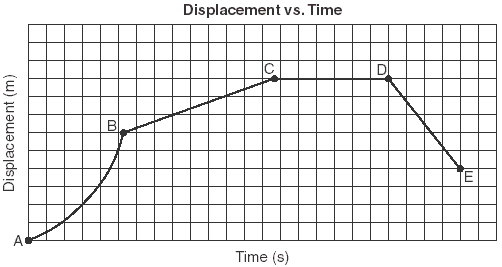 Displacement vs. Time
Displacement (m)
A
B
C
D
E
Time (s)